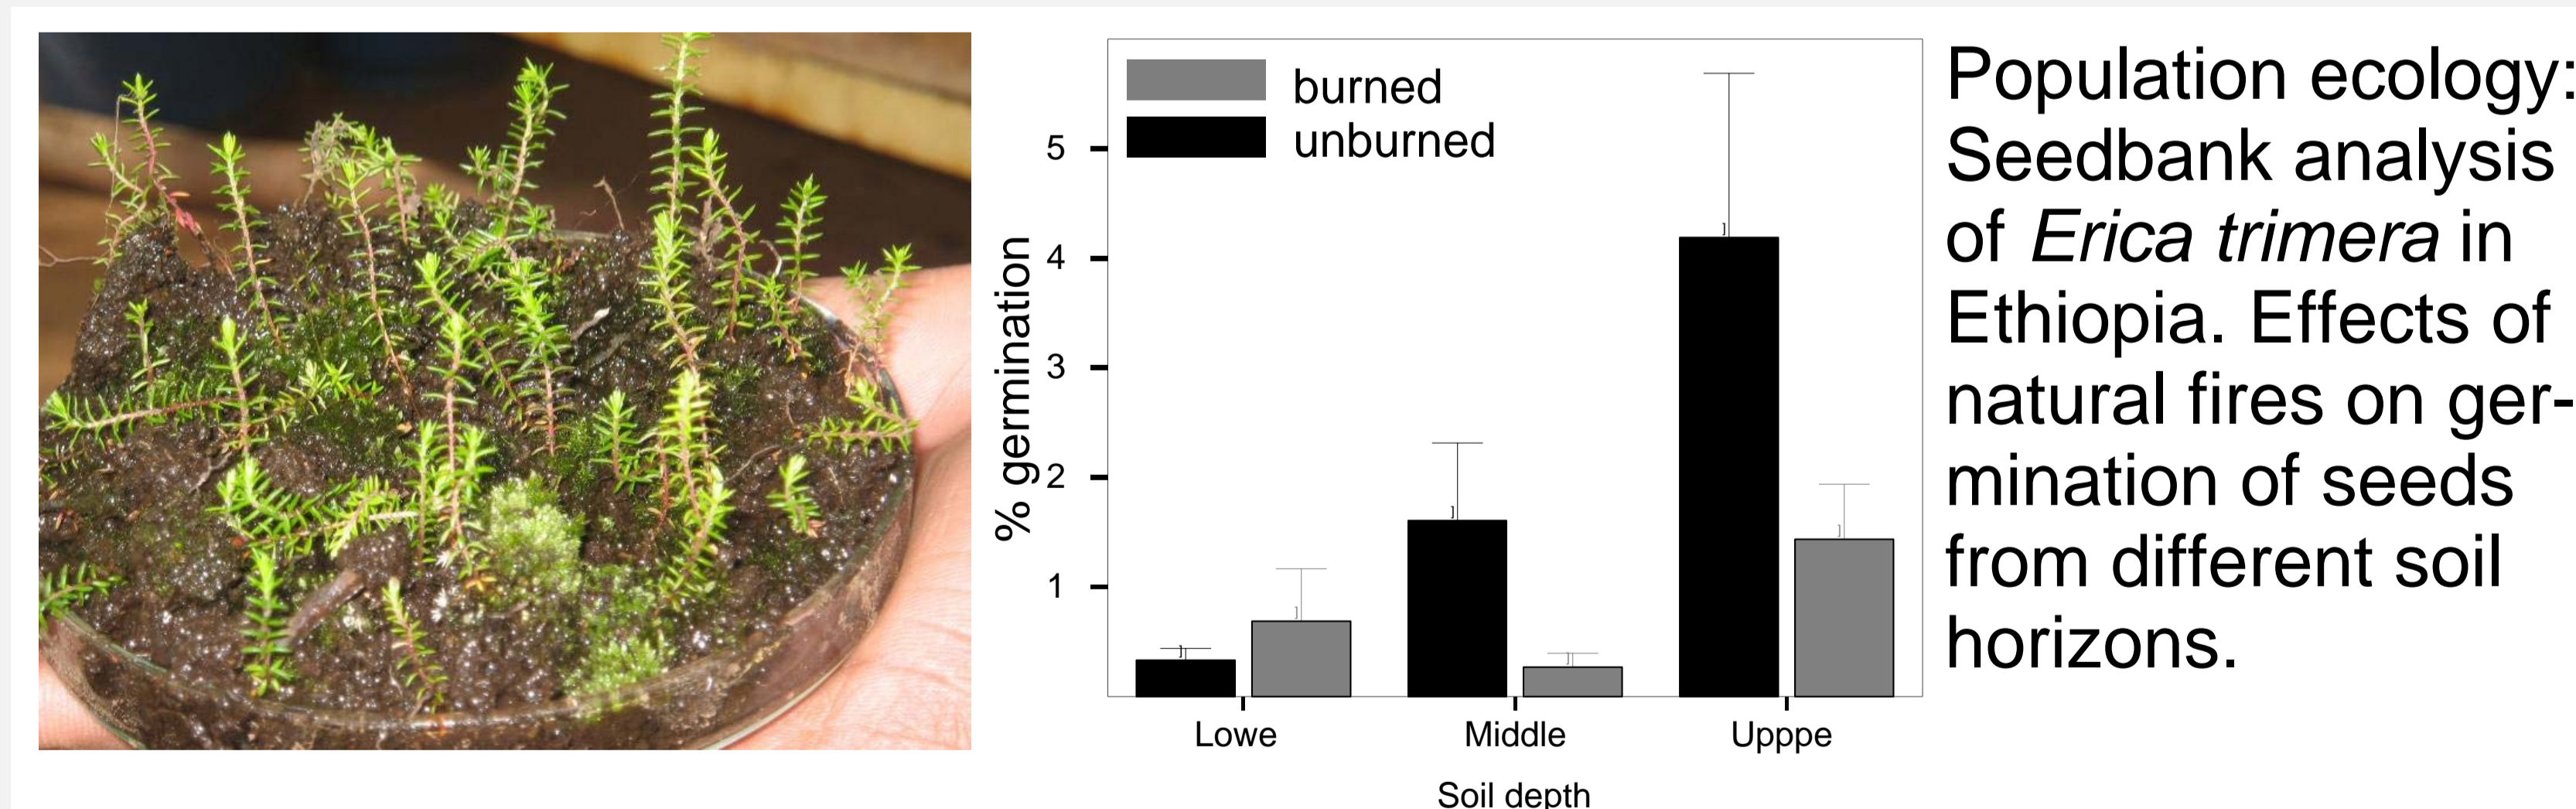 burned
unburned
5
4
3
2
1
% germination
Lowe Middle Upppe
Soil depth
Population ecology:
Seedbank analysis
of Erica trimera in
Ethiopia. Effects of
natural fires on ger-
mination of seeds
from different soil
horizons.